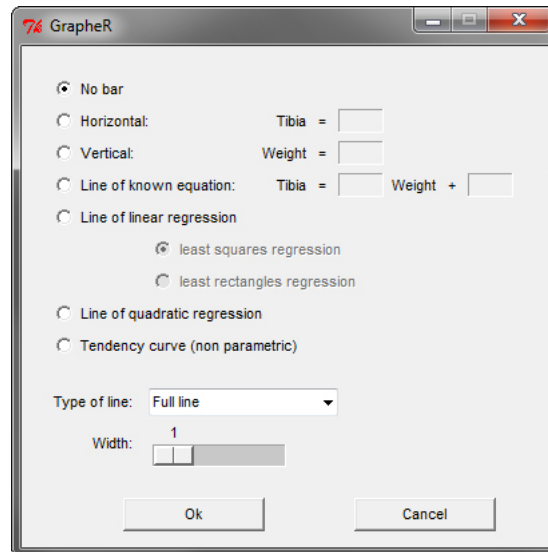 GrapheR
No bar
Horizontal: Tibia =
Vertical: Weight =
Line of known equation: Tibia = Weight +
Line of linear regression
least squares regression
least rectangles regression
Line of quadratic regression
Tendency curve (non parametric)
Type of line: Full line
1
Width:
Ok Cancel